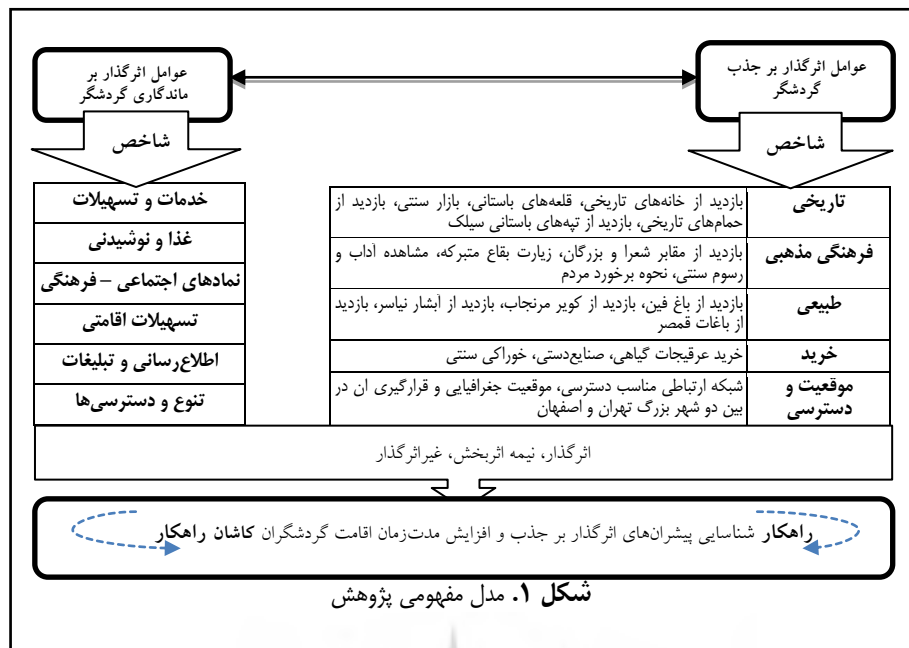 عوامل اثرگذار بر جذب
گردشگر
عوامل اثرگذار بر
ماندگاری گردشگر
شاخص
شاخص
تاریخی
بازدید از خانه‌های تاریخی، قلعه‌های باستانی، بازار سنتی، بازدید از
حمام‌های تاریخی، بازدید از تپه‌های باستانی سیلک
فرهنگی مذهبی
بازدید از مقابر شعرا و بزرگان، زیارت بقاع متبرکه، مشاهده آداب و
رسوم سنتی، نحوه برخورد مردم
طبیعی
بازدید از باغ فین، بازدید از کویر مرنجاب، بازدید از آبشار نیاسر، بازدید
از باغات قمصر
خرید
خرید عرقیجات گیاهی، صنایع‌دستی، خوراکی سنتی
موقعیت و
دسترسی
شبکه ارتباطی مناسب دسترسی، موقعیت جغرافیایی و قرارگیری ان در
بین دو شهر بزرگ تهران و اصفهان
خدمات و تسهیلات
غذا و نوشیدنی
نمادهای اجتماعی – فرهنگی
تسهیلات اقامتی
اطلاع‌رسانی و تبلیغات
تنوع و دسترسی‌ها
اثرگذار، نیمه اثربخش، غیراثرگذار
راهکار شناسایی پیشران‌های اثرگذار بر جذب و افزایش مدت‌زمان اقامت گردشگران کاشان راهکار
شکل ۱. مدل مفهومی پژوهش